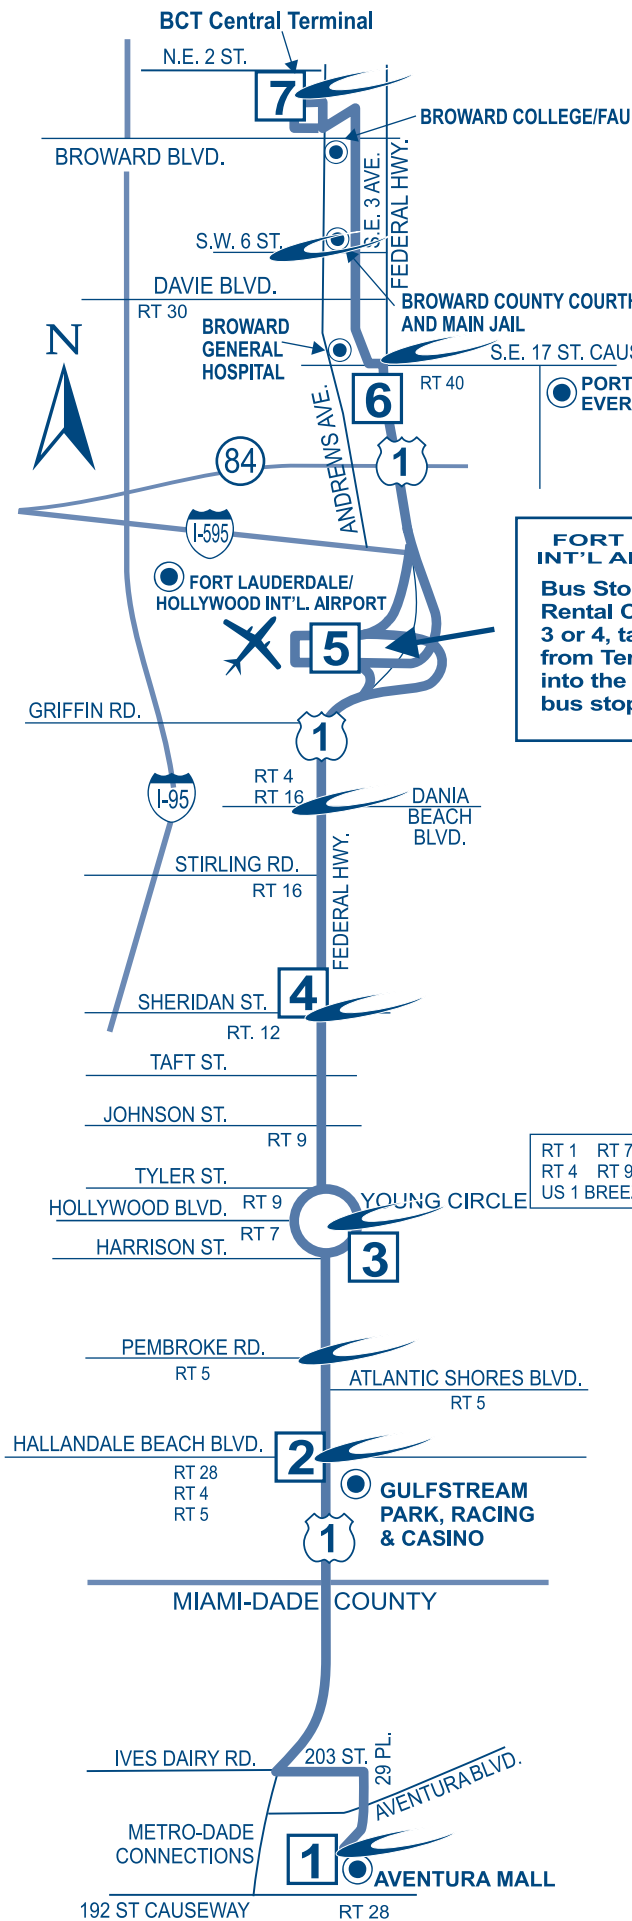 BCT Central Terminal
N.E. 2 ST.
7
BROWARD COLLEGE/FAU
BROWARD BLVD.
S.E. 3 AVE.
FEDERAL HWY.
S.W. 6 ST.
DAVIE BLVD.
RT 30
BROWARD COUNTY COURTH
AND MAIN JAIL
BROWARD
GENERAL
HOSPITAL
N
S.E. 17 ST. CAUS
6
RT 40
PORT
EVER
ANDREWS AVE.
84
1
I-595
FORT
INT'L AI
Bus Sto
Rental C
3 or 4, ta
from Ter
into the
bus stop
FORT LAUDERDALE/
HOLLYWOOD INT'L. AIRPORT
5
GRIFFIN RD.
1
RT 4
RT 16
I-95
DANIA
BEACH
BLVD.
STIRLING RD.
RT 16
FEDERAL HWY.
4
SHERIDAN ST.
RT. 12
TAFT ST.
JOHNSON ST.
RT 9
RT 1 RT 7
RT 4 RT 9
US 1 BREE
TYLER ST.
RT 9
YOUNG CIRCLE
HOLLYWOOD BLVD.
RT 7
HARRISON ST.
3
PEMBROKE RD.
RT 5
ATLANTIC SHORES BLVD.
RT 5
HALLANDALE BEACH BLVD.
2
RT 28
RT 4
RT 5
GULFSTREAM
PARK, RACING
& CASINO
1
MIAMI-DADE COUNTY
IVES DAIRY RD.
203 ST.
29 PL.
AVENTURA BLVD.
METRO-DADE
CONNECTIONS
1
AVENTURA MALL
192 ST CAUSEWAY
RT 28